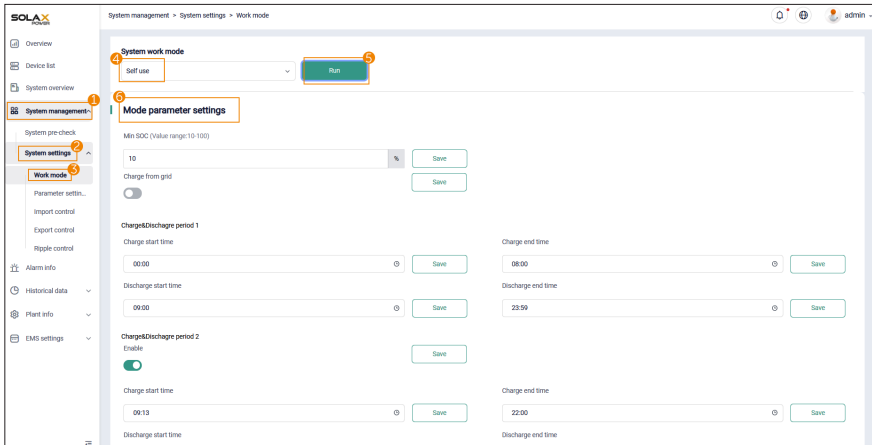 SOLAX
POWER
System management > System settings > Work mode
admin
Overview
Device list
System overview
1
System management
System pre-check
2
System settings
3
Work mode
Parameter settin...
Import control
Export control
Ripple control
Alarm info
Historical data
Plant info
EMS settings
System work mode
4
Self use
5
Run
6
Mode parameter settings
Min SOC (Value range:10-100)
10 % Save
Charge from grid Save
Charge&Dischagre period 1
Charge start time Charge end time
00:00 Save 08:00 Save
Discharge start time Discharge end time
09:00 Save 23:59 Save
Charge&Dischagre period 2
Enable Save
Charge start time Charge end time
09:13 Save 22:00 Save
Discharge start time Discharge end time